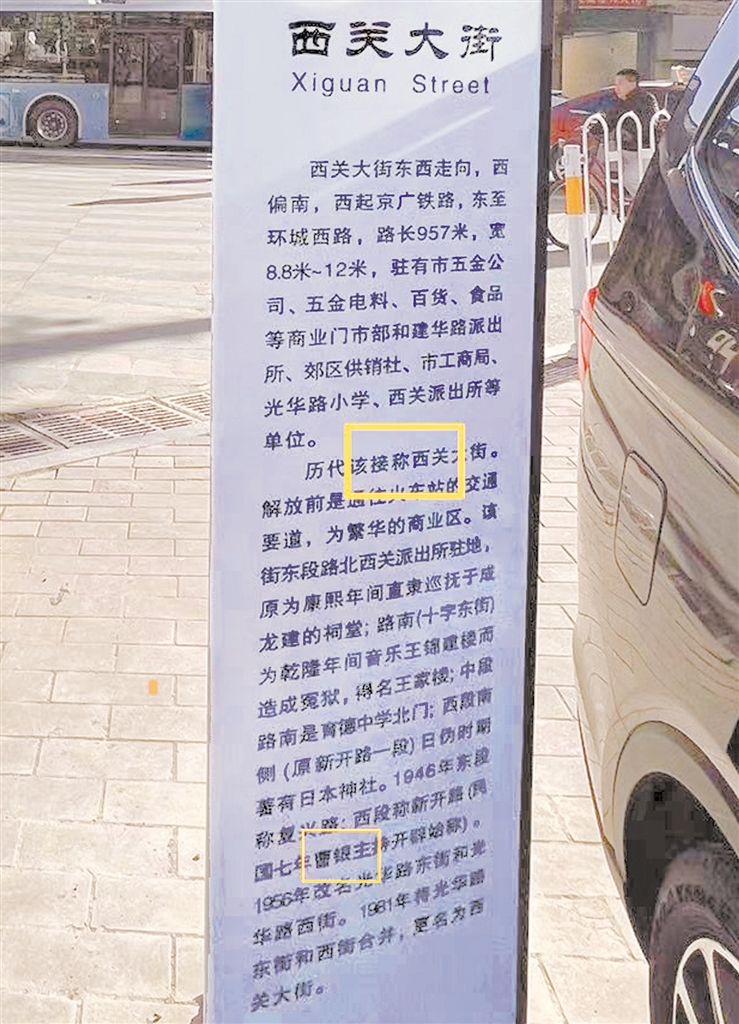 西关大街
Xiguan Street
西关大街东西走向，西
偏南，西起京广铁路，东至
环城西路，路长957米，宽
8.8米~12米，驻有市五金公
司、五金电料、百货、食品
等商业门市部和建华路派出
所、郊区供销社、市工商局、
光华路小学、西关派出所等
单位。
历代该接称西关大街。
解放前是通往火车站的交通
要道，为繁华的商业区。该
街东段路北西关派出所驻地，
原为康熙年间直隶巡抚于成
龙建的祠堂；路南(十字东街)
为乾隆年间音乐王锦建楼而
造成冤狱，得名王家楼；中段
路南是育德中学北门；西段南
侧(原新开路一段)日伪时期
蓄有日本神社。1946年东段
称复兴路；西段称新开路(民
国七年曹银主持开辟始称)。
1956年改名光华路东街和光
华路西街。1981年将光华路
东街和西街合并，更名为西
关大街。